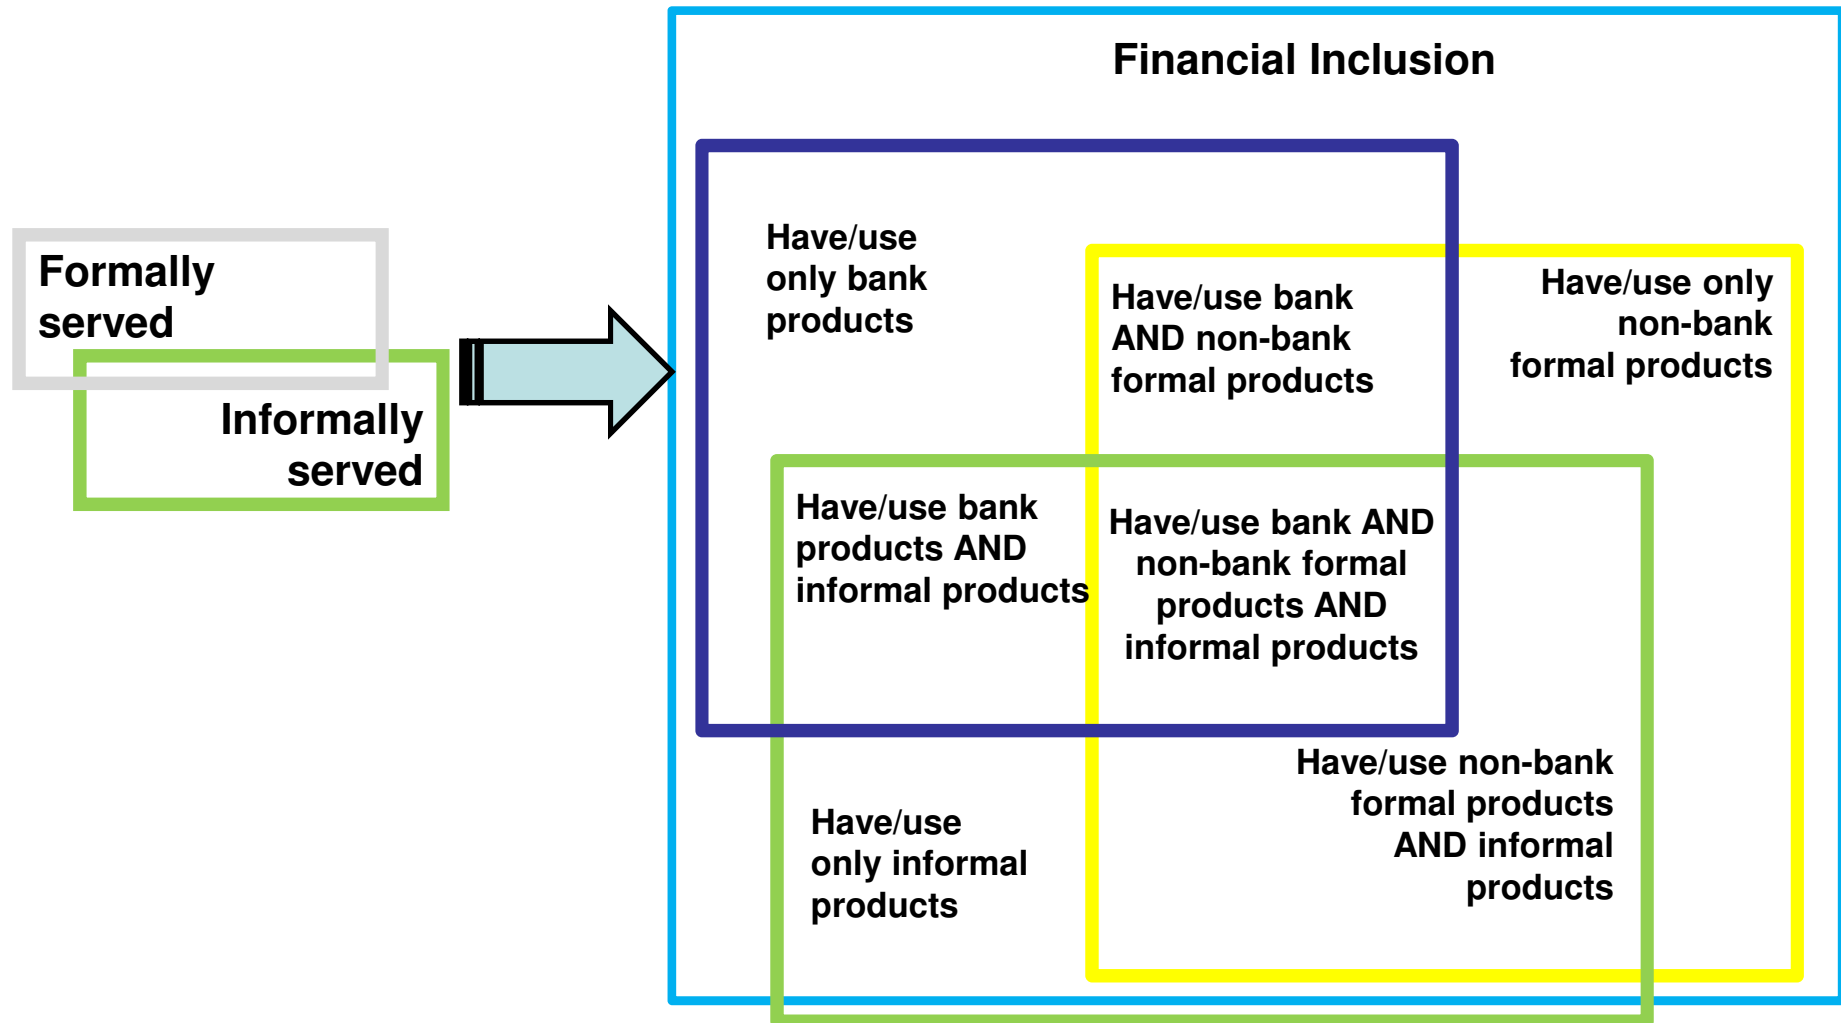 Financial Inclusion
Formally
served
Informally
served
Have/use
only bank
products
Have/use bank
AND non-bank
formal products
Have/use only
non-bank
formal products
Have/use bank
products AND
informal products
Have/use bank AND
non-bank formal
products AND
informal products
Have/use
only informal
products
Have/use non-bank
formal products
AND informal
products